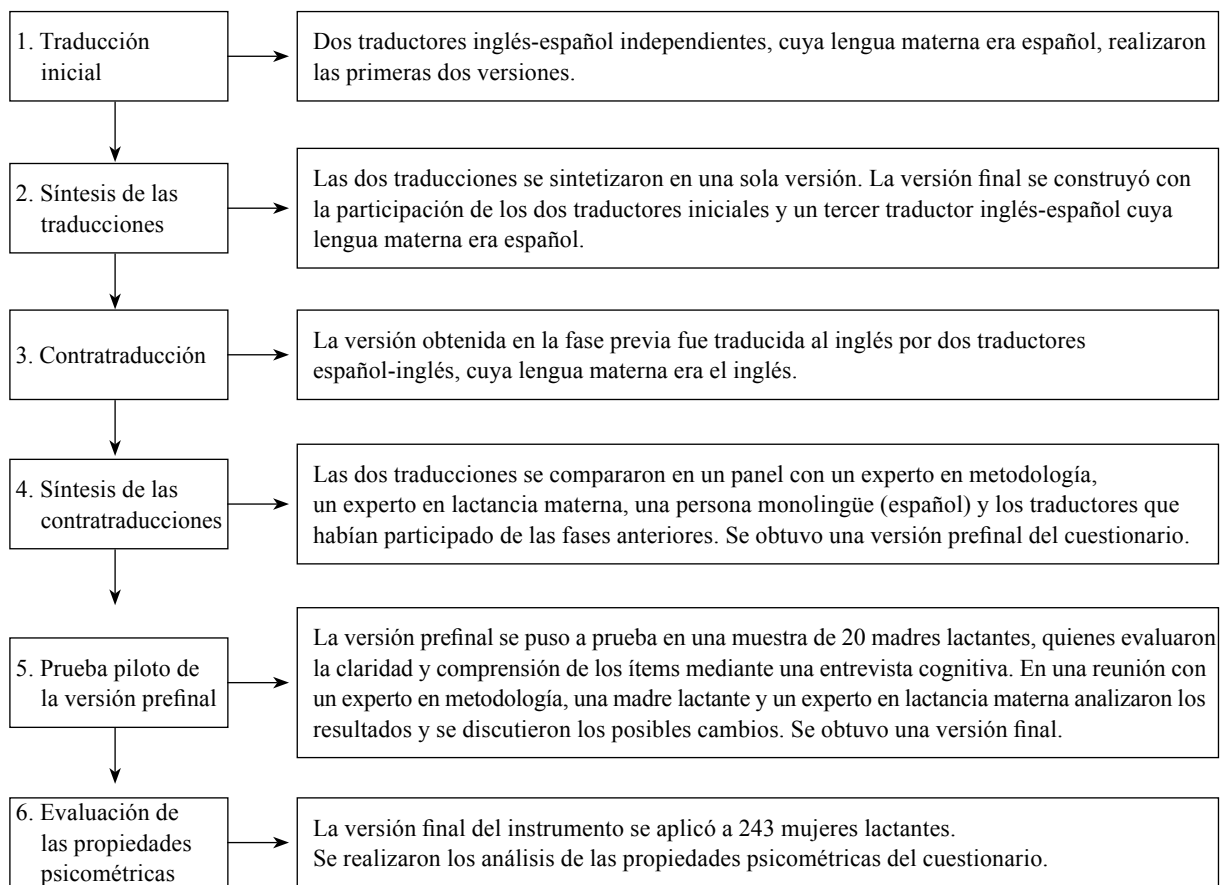 1. Traducción
inicial
Dos traductores inglés-español independientes, cuya lengua materna era español, realizaron
las primeras dos versiones.
2. Síntesis de las
traducciones
Las dos traducciones se sintetizaron en una sola versión. La versión final se construyó con
la participación de los dos traductores iniciales y un tercer traductor inglés-español cuya
lengua materna era español.
3. Contratraducción
La versión obtenida en la fase previa fue traducida al inglés por dos traductores
español-inglés, cuya lengua materna era el inglés.
4. Síntesis de las
contratraducciones
Las dos traducciones se compararon en un panel con un experto en metodología,
un experto en lactancia materna, una persona monolingüe (español) y los traductores que
habían participado de las fases anteriores. Se obtuvo una versión prefinal del cuestionario.
5. Prueba piloto de
la versión prefinal
La versión prefinal se puso a prueba en una muestra de 20 madres lactantes, quienes evaluaron
la claridad y comprensión de los ítems mediante una entrevista cognitiva. En una reunión con
un experto en metodología, una madre lactante y un experto en lactancia materna analizaron los
resultados y se discutieron los posibles cambios. Se obtuvo una versión final.
6. Evaluación de
las propiedades
psicométricas
La versión final del instrumento se aplicó a 243 mujeres lactantes.
Se realizaron los análisis de las propiedades psicométricas del cuestionario.